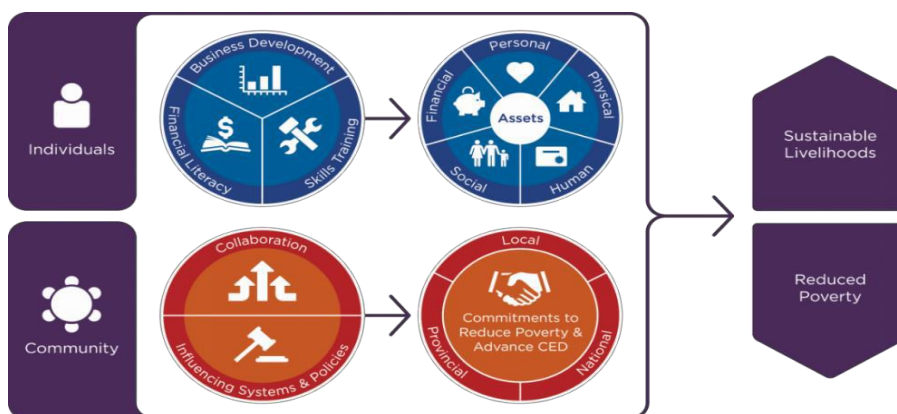 Individuals
Business Development
Financial Literacy
$
Skills Training
Personal
Financial
Physical
Assets
Social
Human
Sustainable
Livelihoods
Community
Collaboration
Influencing Systems & Policies
Local
Commitments to
Reduce Poverty &
Advance CED
Provincial
National
Reduced
Poverty